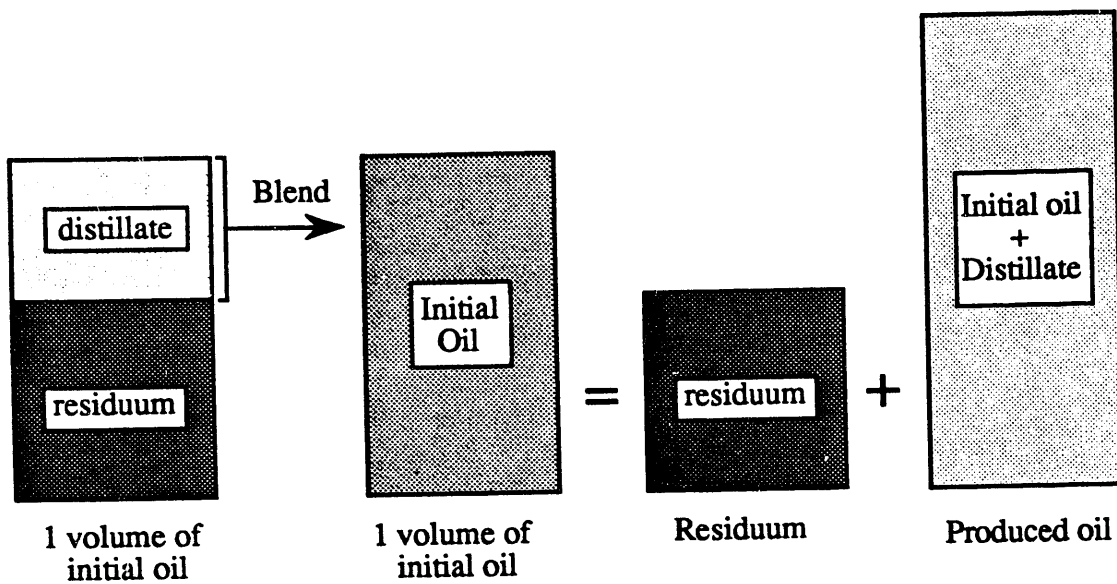 distillate
residuum
1 volume of
initial oil
Blend
Initial
Oil
1 volume of
initial oil
=
residuum
Residuum
+
Initial oil
+
Distillate
Produced oil